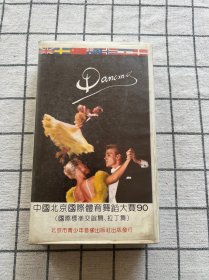 Dancing
中國北京國際體育舞蹈大賽90
(國際標準交誼舞、拉丁舞)
北京市青少年音像出版社出版發行